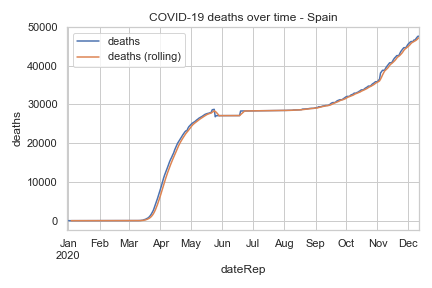 COVID-19 deaths over time - Spain
deaths
deaths (rolling)
deaths
50000
40000
30000
20000
10000
0
Jan Feb Mar Apr May Jun Jul Aug Sep Oct Nov Dec
2020
dateRep